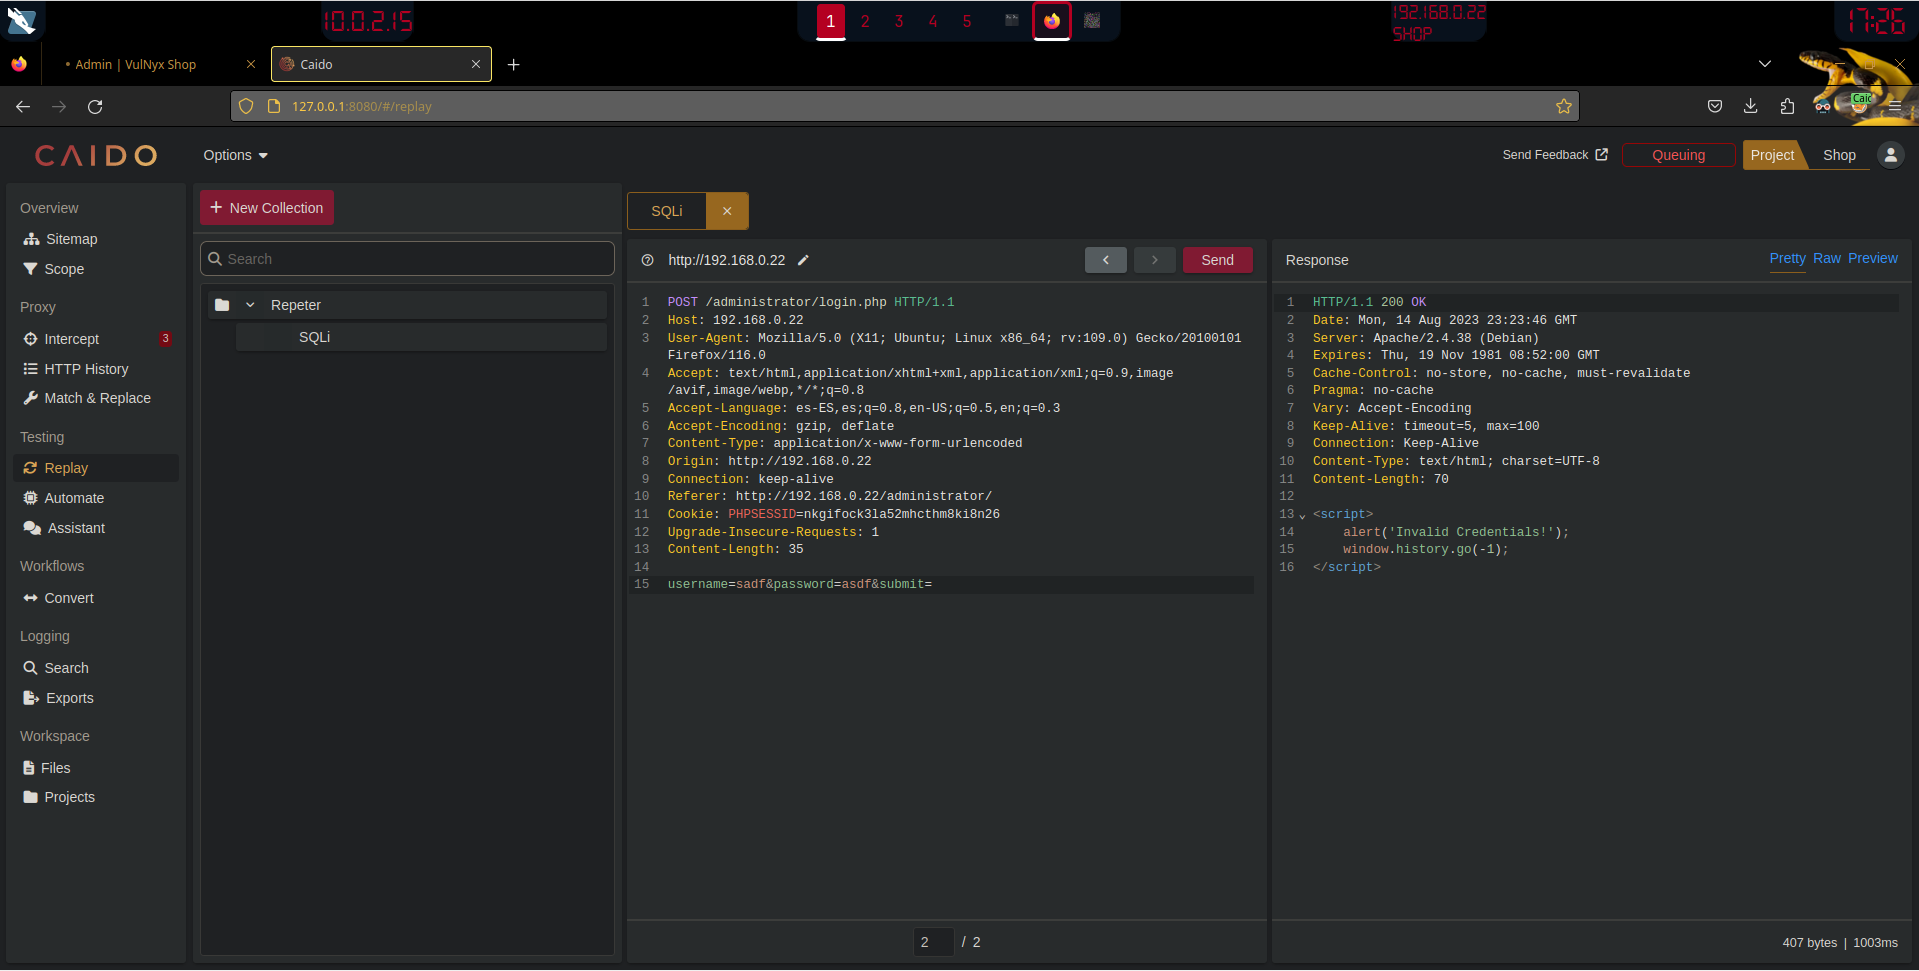 10.0.2.15
1 2 3 4 5
192.168.0.22
SHOP
17:26
• Admin | VulNyx Shop
Caido
127.0.0.1:8080/#/replay
Caic
CAIDO
Options
Send Feedback
Queuing
Project
Shop
Overview
Sitemap
Scope
Proxy
Intercept 3
HTTP History
Match & Replace
Testing
Replay
Automate
Assistant
Workflows
Convert
Logging
Search
Exports
Workspace
Files
Projects
+ New Collection
Search
Repeter
SQLi
SQLi
http://192.168.0.22
Send
1 POST /administrator/login.php HTTP/1.1
2 Host: 192.168.0.22
3 User-Agent: Mozilla/5.0 (X11; Ubuntu; Linux x86_64; rv:109.0) Gecko/20100101
Firefox/116.0
4 Accept: text/html,application/xhtml+xml,application/xml;q=0.9,image
/avif,image/webp,*/*;q=0.8
5 Accept-Language: es-ES,es;q=0.8,en-US;q=0.5,en;q=0.3
6 Accept-Encoding: gzip, deflate
7 Content-Type: application/x-www-form-urlencoded
8 Origin: http://192.168.0.22
9 Connection: keep-alive
10 Referer: http://192.168.0.22/administrator/
11 Cookie: PHPSESSID=nkgifock3la52mhcthm8ki8n26
12 Upgrade-Insecure-Requests: 1
13 Content-Length: 35
14
15 username=sadf&password=asdf&submit=
2 / 2
Response
Pretty Raw Preview
1 HTTP/1.1 200 OK
2 Date: Mon, 14 Aug 2023 23:23:46 GMT
3 Server: Apache/2.4.38 (Debian)
4 Expires: Thu, 19 Nov 1981 08:52:00 GMT
5 Cache-Control: no-store, no-cache, must-revalidate
6 Pragma: no-cache
7 Vary: Accept-Encoding
8 Keep-Alive: timeout=5, max=100
9 Connection: Keep-Alive
10 Content-Type: text/html; charset=UTF-8
11 Content-Length: 70
12
13 <script>
14 alert('Invalid Credentials!');
15 window.history.go(-1);
16 </script>
407 bytes | 1003ms